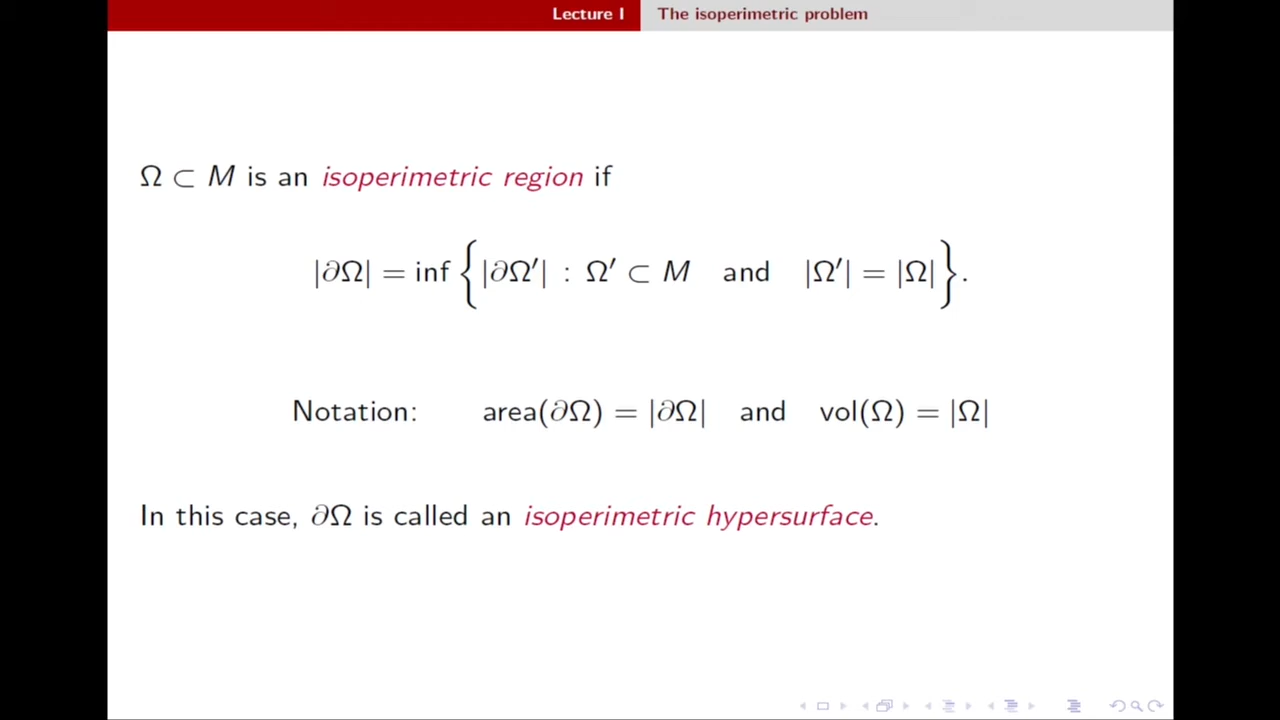 Lecture I The isoperimetric problem
Ω ⊂ M is an isoperimetric region if
|∂Ω| = inf { |∂Ω′| : Ω′ ⊂ M and |Ω′| = |Ω| }.
Notation: area(∂Ω) = |∂Ω| and vol(Ω) = |Ω|
In this case, ∂Ω is called an isoperimetric hypersurface.